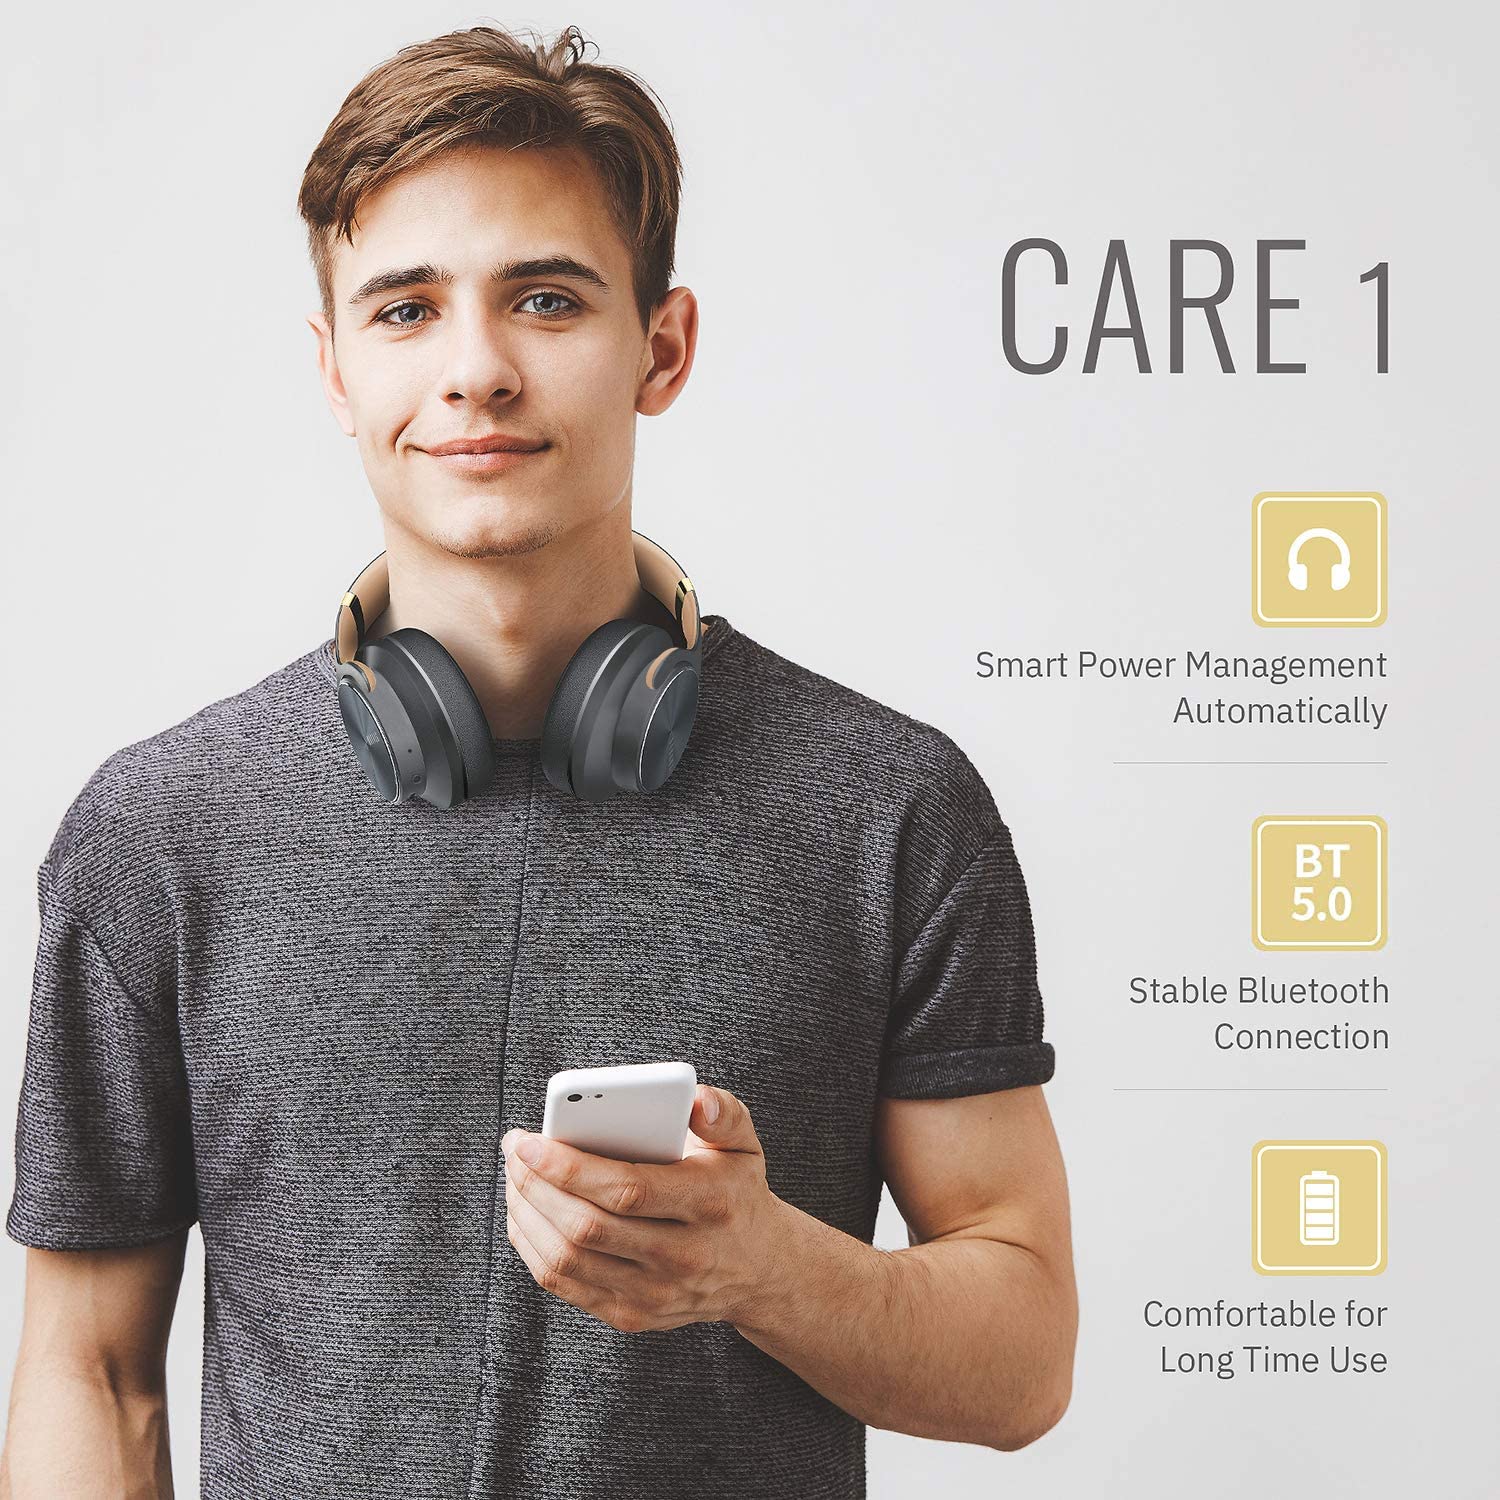 CARE 1
Smart Power Management
Automatically
BT
5.0
Stable Bluetooth
Connection
Comfortable for
Long Time Use